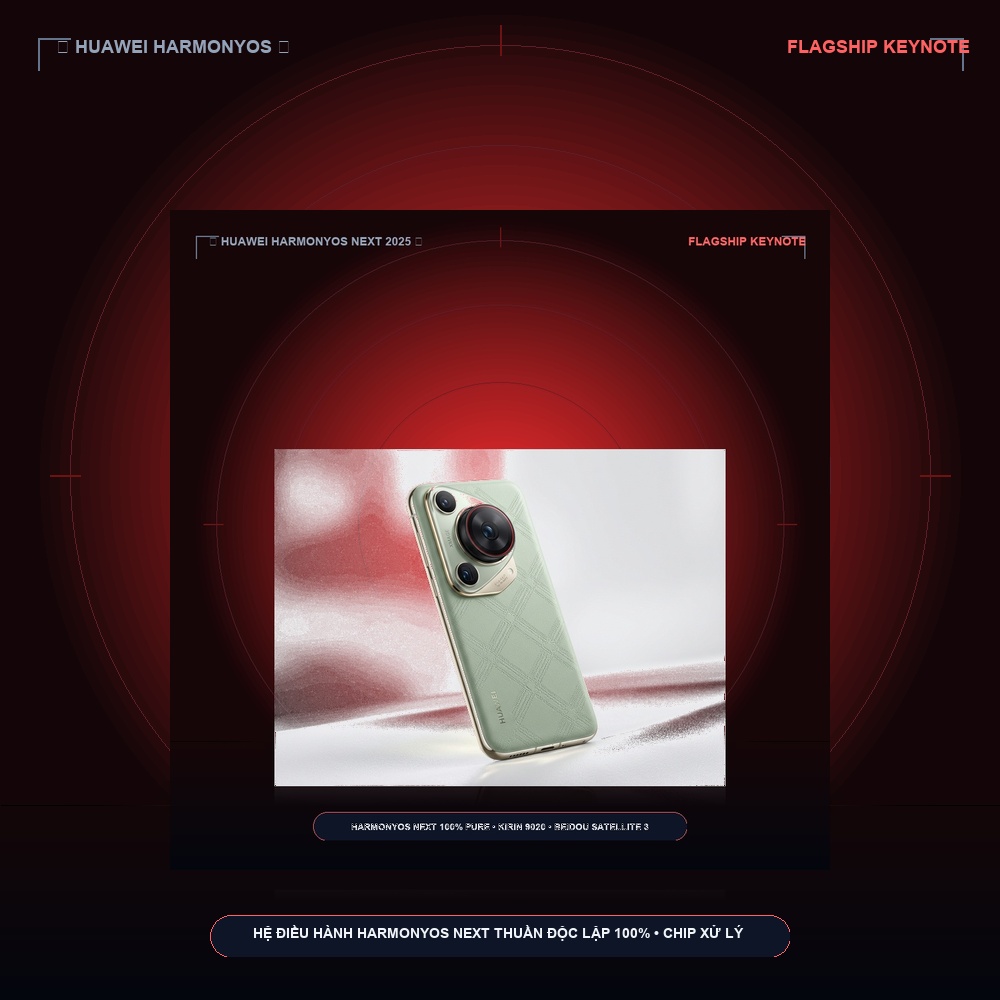 HUAWEI HARMONYOS
FLAGSHIP KEYNOTE
HUAWEI HARMONYOS NEXT 2025
FLAGSHIP KEYNOTE
HUAWEI
HARMONYOS NEXT 100% PURE • KIRIN 9020 • BEIDOU SATELLITE 3
HỆ ĐIỀU HÀNH HARMONYOS NEXT THUẦN ĐỘC LẬP 100% • CHIP XỬ LÝ